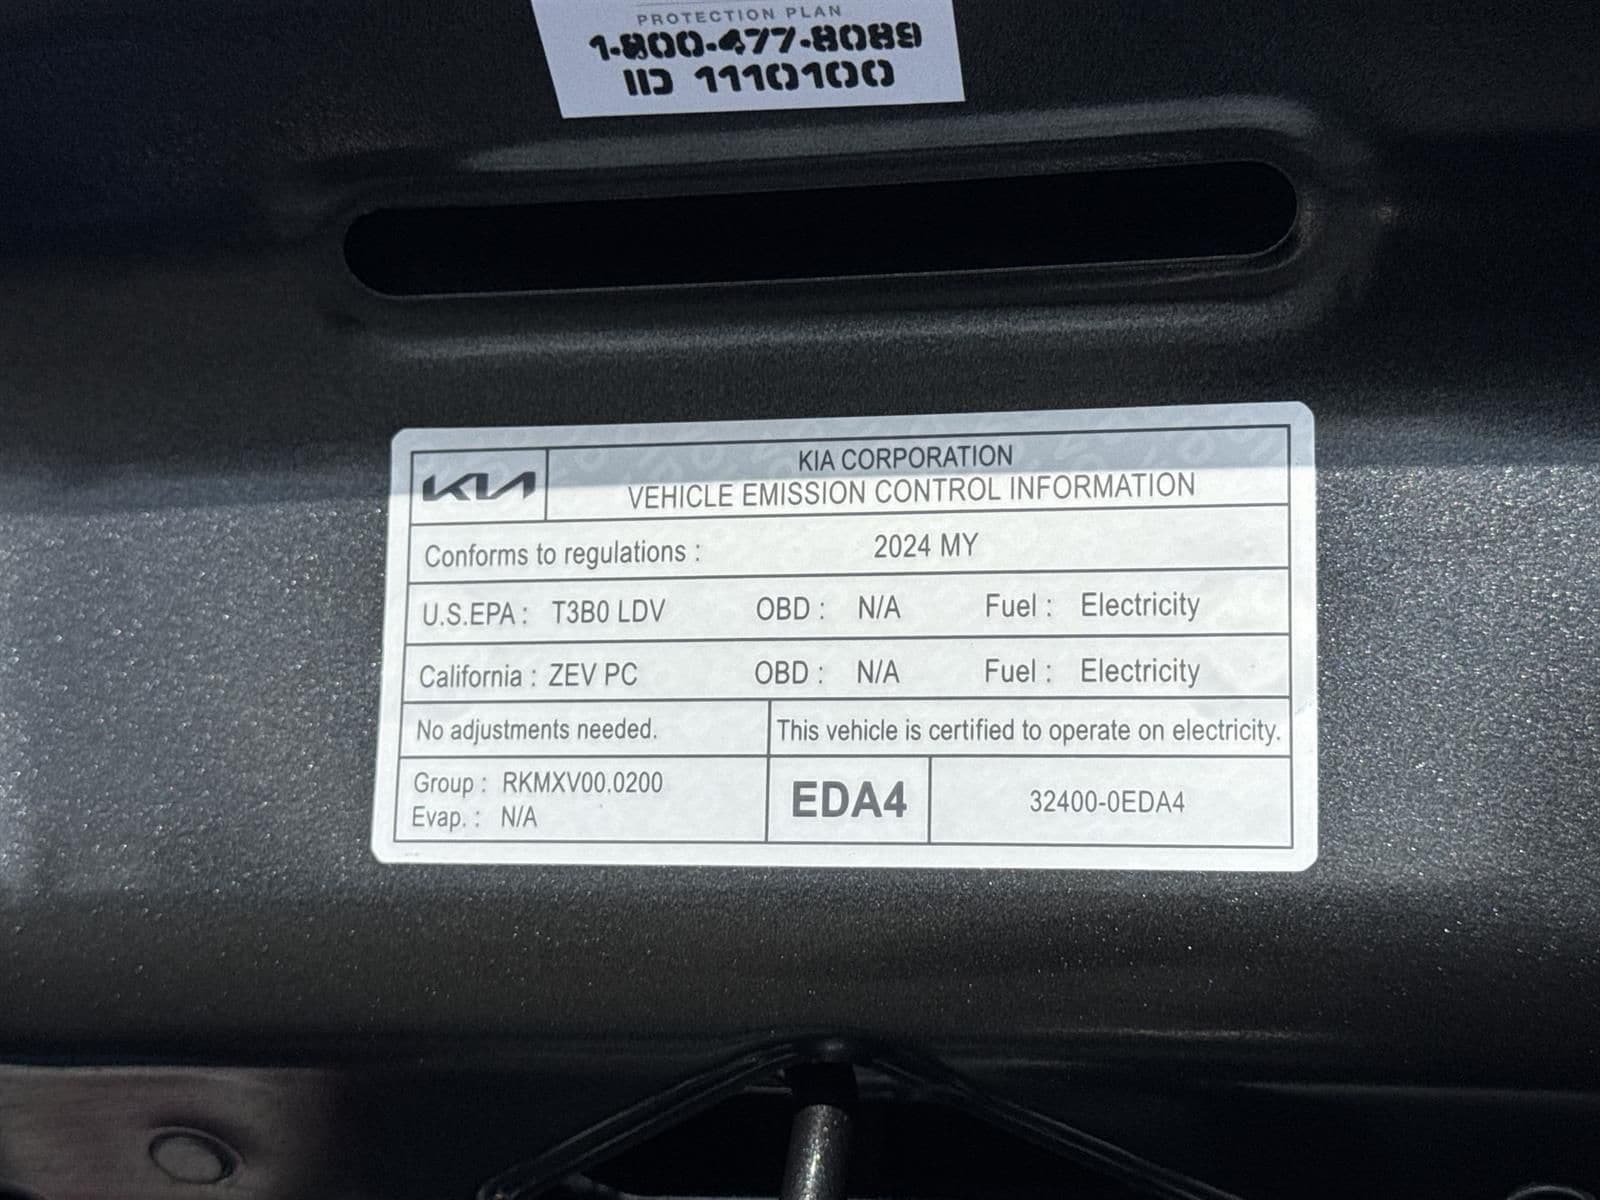 PROTECTION PLAN
1-800-477-8089
ID 1110100
KIA
KIA CORPORATION
VEHICLE EMISSION CONTROL INFORMATION
Conforms to regulations : 2024 MY
U.S.EPA : T3B0 LDV OBD : N/A Fuel : Electricity
California : ZEV PC OBD : N/A Fuel : Electricity
No adjustments needed. This vehicle is certified to operate on electricity.
Group : RKMXV00.0200
Evap. : N/A
EDA4 32400-0EDA4